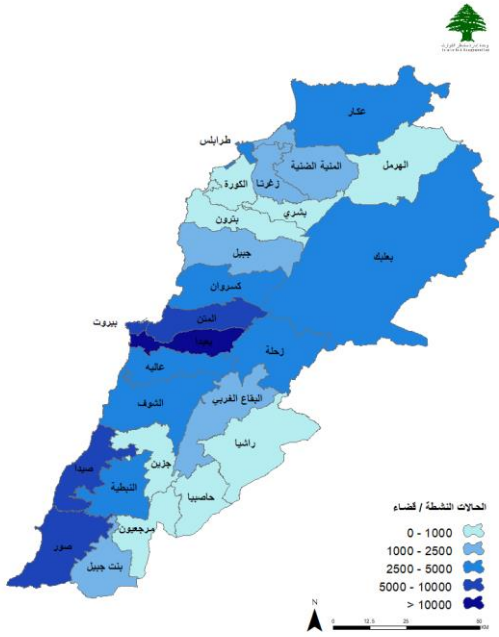 عكار
طرابلس
المنية الضنية
الهرمل
زغرتا
الكورة
بشري
بترون
جبيل
بعلبك
كسروان
المتن
بيروت
بعبدا
زحلة
عاليه
البقاع الغربي
الشوف
راشيا
جزين
صيدا
النبطية
حاصبيا
مرجعيون
صور
بنت جبيل
الحالات النشطة / قضاء
0 - 1000
1000 - 2500
2500 - 5000
5000 - 10000
> 10000
N
0 12.5 25 50